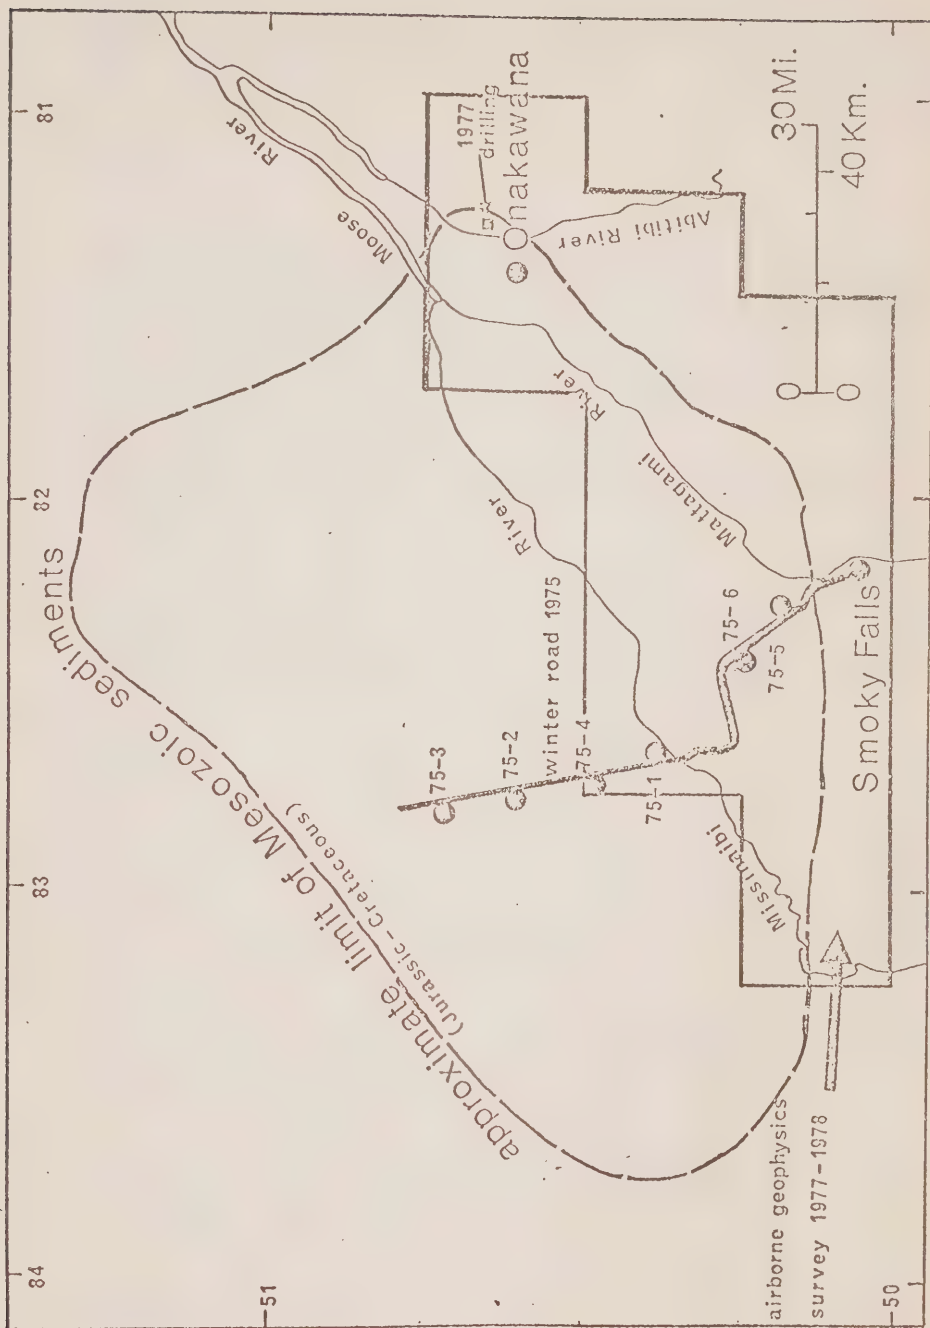 84
83
82
81
-51
-50
approximate limit of Mesozoic sediments
(Jurassic-Cretaceous)
Moose
River
River
Missinaibi
Mattagami
River
Abitibi River
1977
drilling
Onakawana
winter road 1975
75-3
75-2
75-4
75-1
75-6
75-5
Smoky Falls
airborne geophysics
survey 1977-1978
0
30 Mi.
0
40 Km.